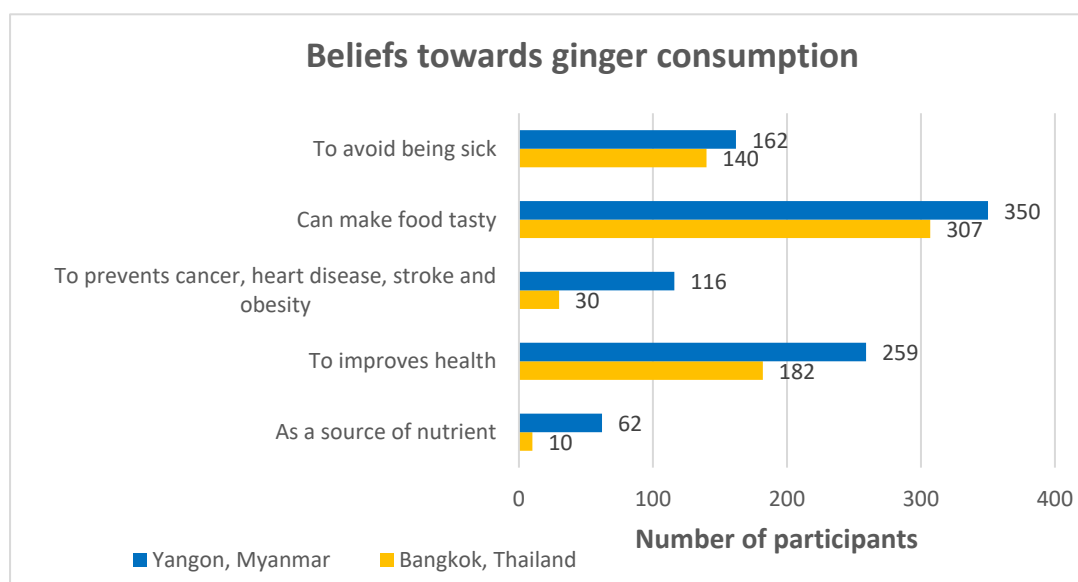 Beliefs towards ginger consumption
To avoid being sick
162
140
Can make food tasty
350
307
To prevents cancer, heart disease, stroke and
obesity
116
30
To improves health
259
182
As a source of nutrient
62
10
0 100 200 300 400
Number of participants
Yangon, Myanmar Bangkok, Thailand